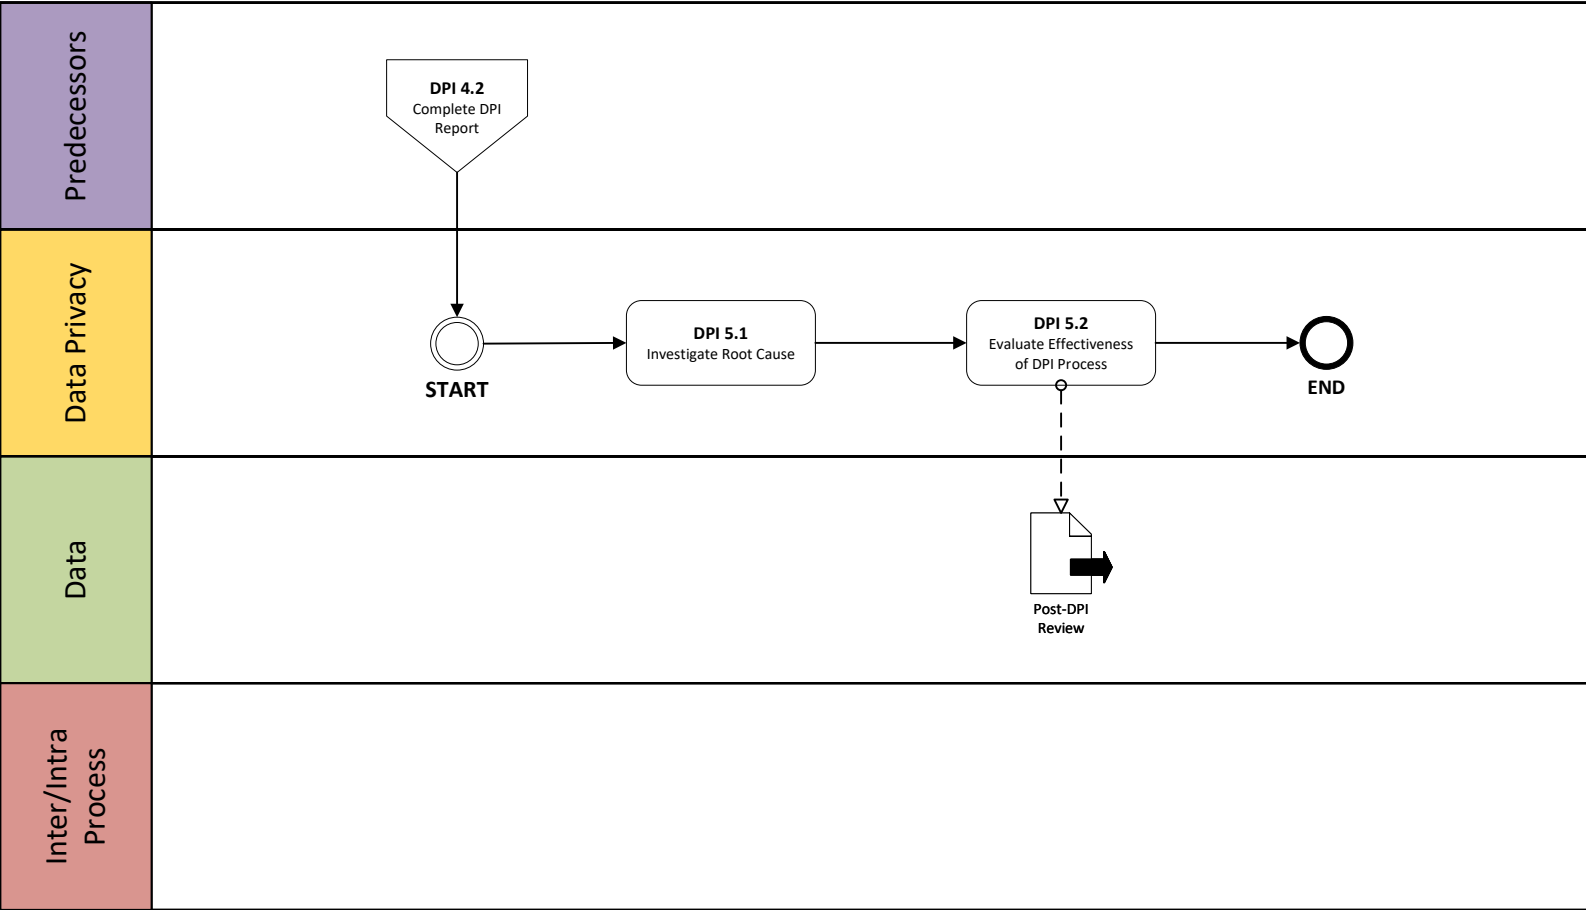 Predecessors
DPI 4.2
Complete DPI
Report
Data Privacy
START
DPI 5.1
Investigate Root Cause
DPI 5.2
Evaluate Effectiveness
of DPI Process
END
Data
Post-DPI
Review
Inter/Intra
Process